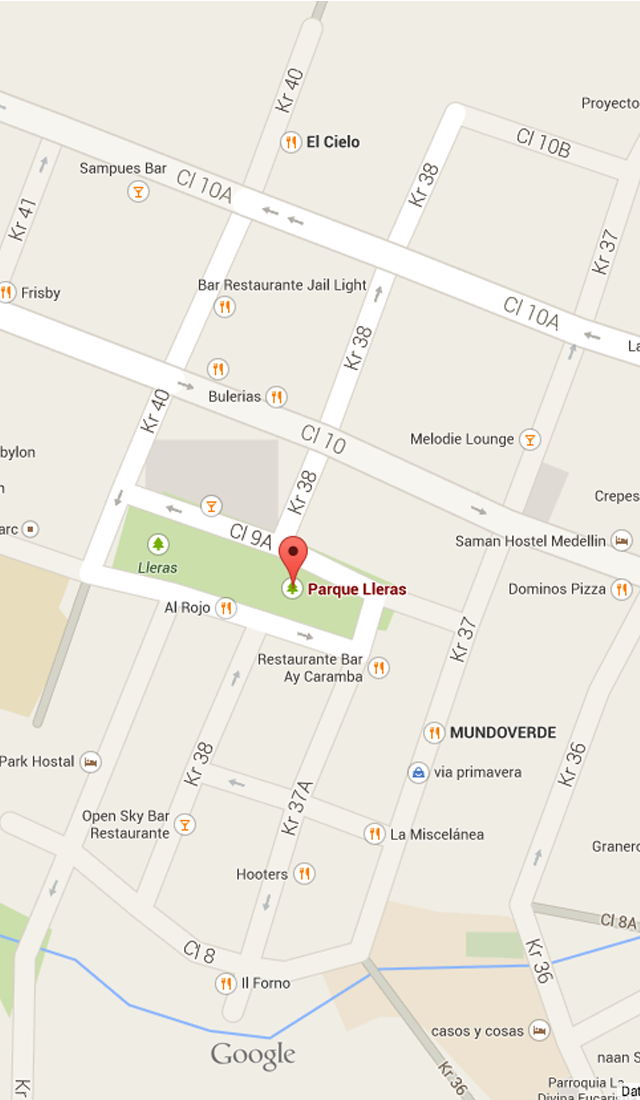 Kr 40
El Cielo
Proyecto
Cl 10B
Sampues Bar
Cl 10A
Kr 38
Kr 41
Kr 37
Frisby
Bar Restaurante Jail Light
Cl 10A
La
Kr 38
Bulerias
Kr 40
Cl 10
Melodie Lounge
bylon
n
Kr 38
Crepes
arc
Cl 9A
Saman Hostel Medellin
Lleras
Parque Lleras
Dominos Pizza
Al Rojo
Kr 37
Restaurante Bar
Ay Caramba
MUNDOVERDE
Park Hostal
Kr 38
via primavera
Kr 36
Kr 37A
Open Sky Bar
Restaurante
La Miscelánea
Granero
Hooters
Cl 8A
Cl 8
Kr 36
Il Forno
casos y cosas
Google
naan S
Kr 36
Kr
Parroquia La
Divina Eucari
Dat